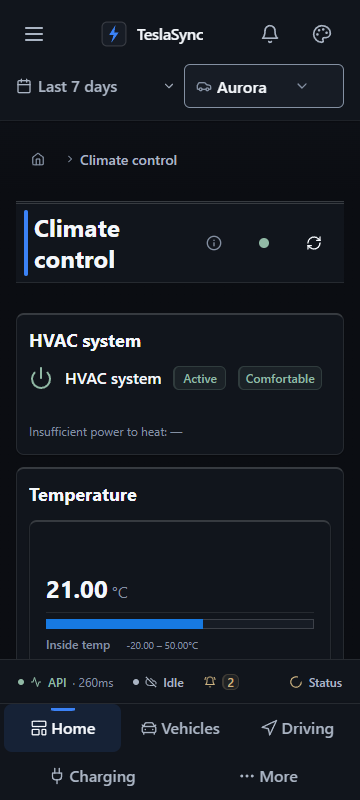 TeslaSync
Last 7 days
Aurora
Climate control
Climate
control
HVAC system
HVAC system Active Comfortable
Insufficient power to heat: —
Temperature
21.00 °C
Inside temp -20.00 – 50.00°C
API · 260ms Idle 2 Status
Home Vehicles Driving
Charging More